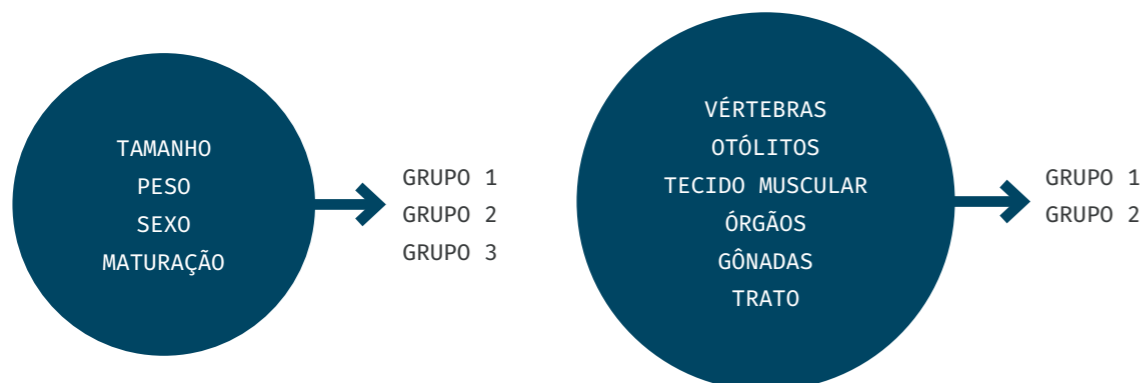 TAMANHO
PESO
SEXO
MATURAÇÃO
GRUPO 1
GRUPO 2
GRUPO 3
VÉRTEBRAS
OTÓLITOS
TECIDO MUSCULAR
ÓRGÃOS
GÔNADAS
TRATO
GRUPO 1
GRUPO 2